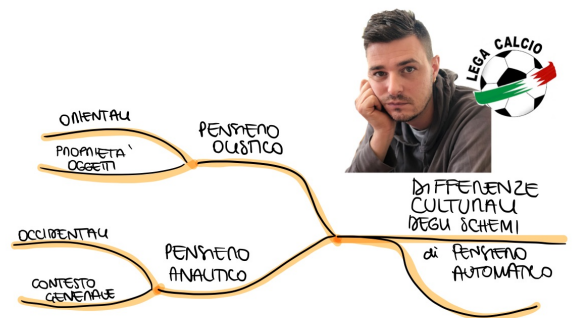 LEGA CALCIO
ORIENTALI
PROPRIETA'
OGGETTI
PENSIERO
OLISTICO
DIFFERENZE
CULTURALI
DEGLI SCHEMI
di PENSIERO
AUTOMATICO
OCCIDENTALI
CONTESTO
GENERALE
PENSIERO
ANALITICO